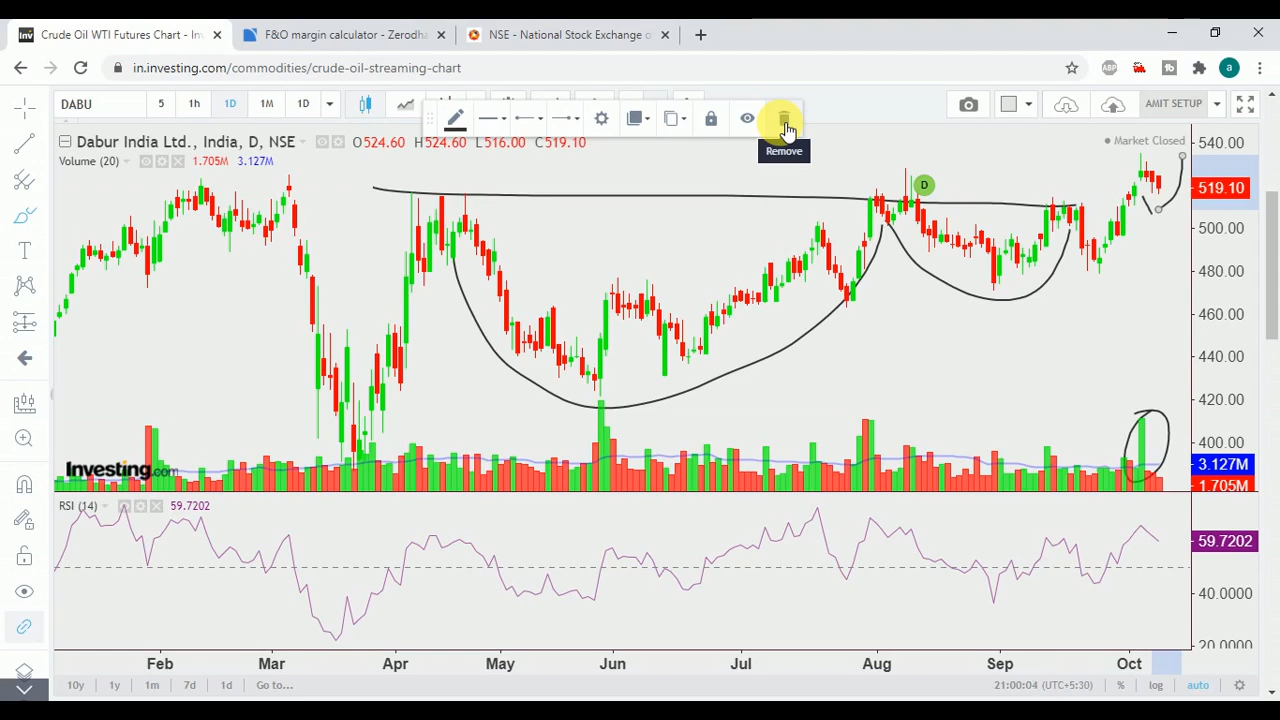 Crude Oil WTI Futures Chart - Inv
F&O margin calculator - Zerodha
NSE - National Stock Exchange o
in.investing.com/commodities/crude-oil-streaming-chart
ABP
a
DABU 5 1h 1D 1M 1D
AMIT SETUP
Remove
Dabur India Ltd., India, D, NSE O524.60 H524.60 L516.00 C519.10
Market Closed
Volume (20) 1.705M 3.127M
D
540.00
519.10
500.00
480.00
460.00
440.00
420.00
400.00
3.127M
1.705M
Investing.com
RSI (14) 59.7202
59.7202
40.0000
20.0000
Feb Mar Apr May Jun Jul Aug Sep Oct
10y 1y 1m 7d 1d Go to... 21:00:04 (UTC+5:30) % log auto